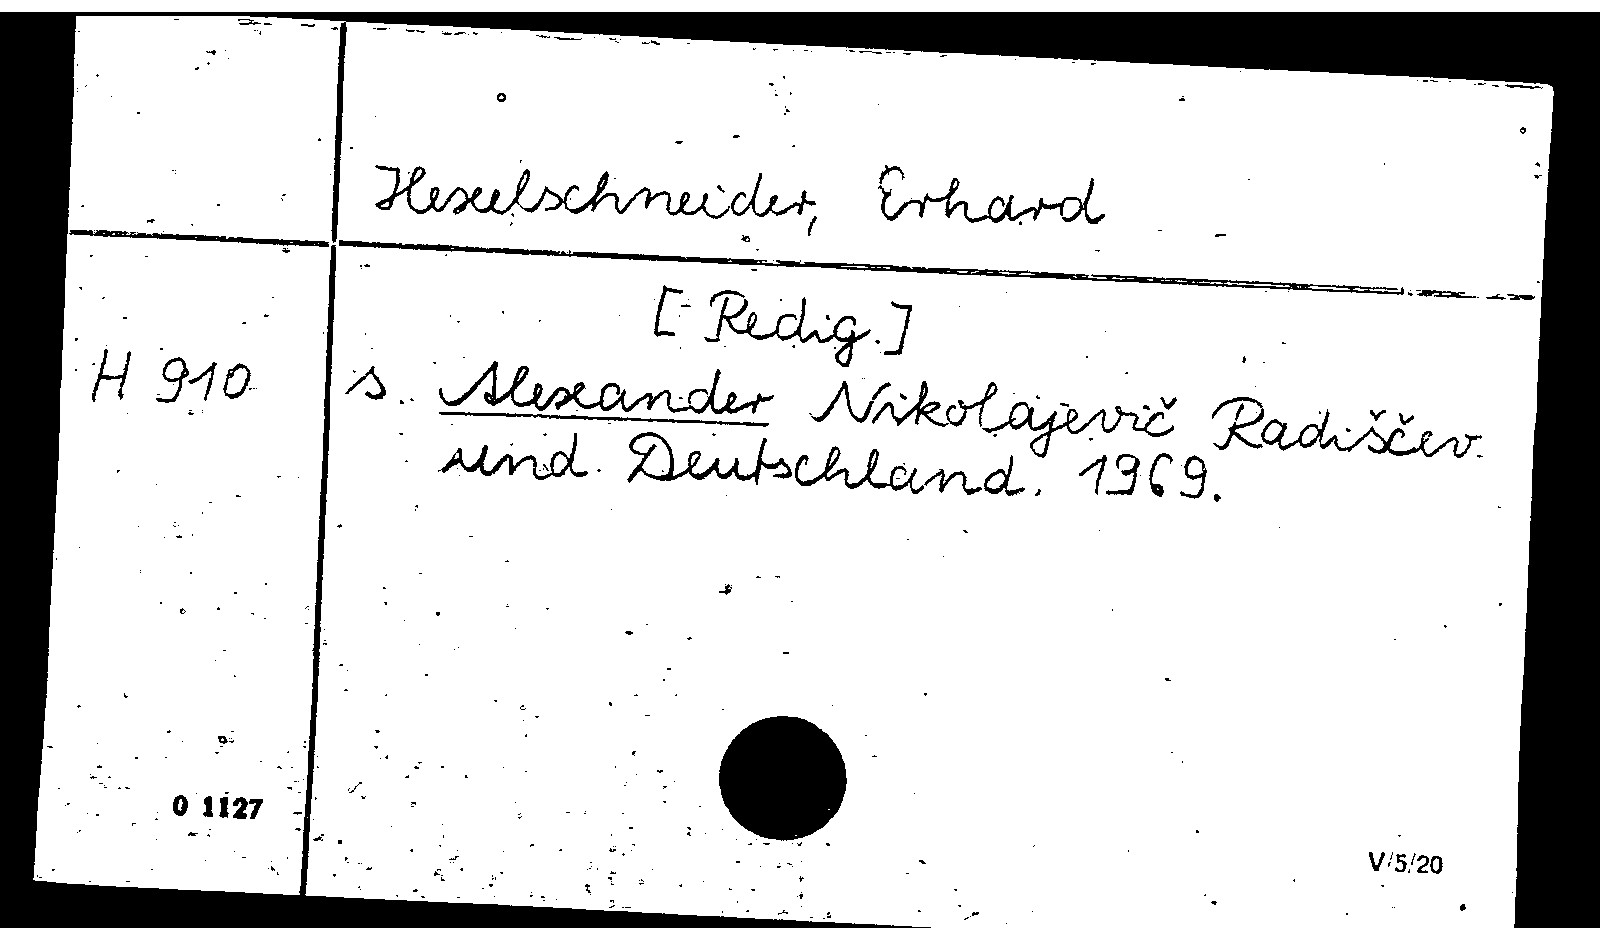 Hexelschneider, Erhard
[Redig.]
H 910 s. Alexander Nikolajevič Radiščev
und Deutschland. 1969.
0 1127
V/5/20